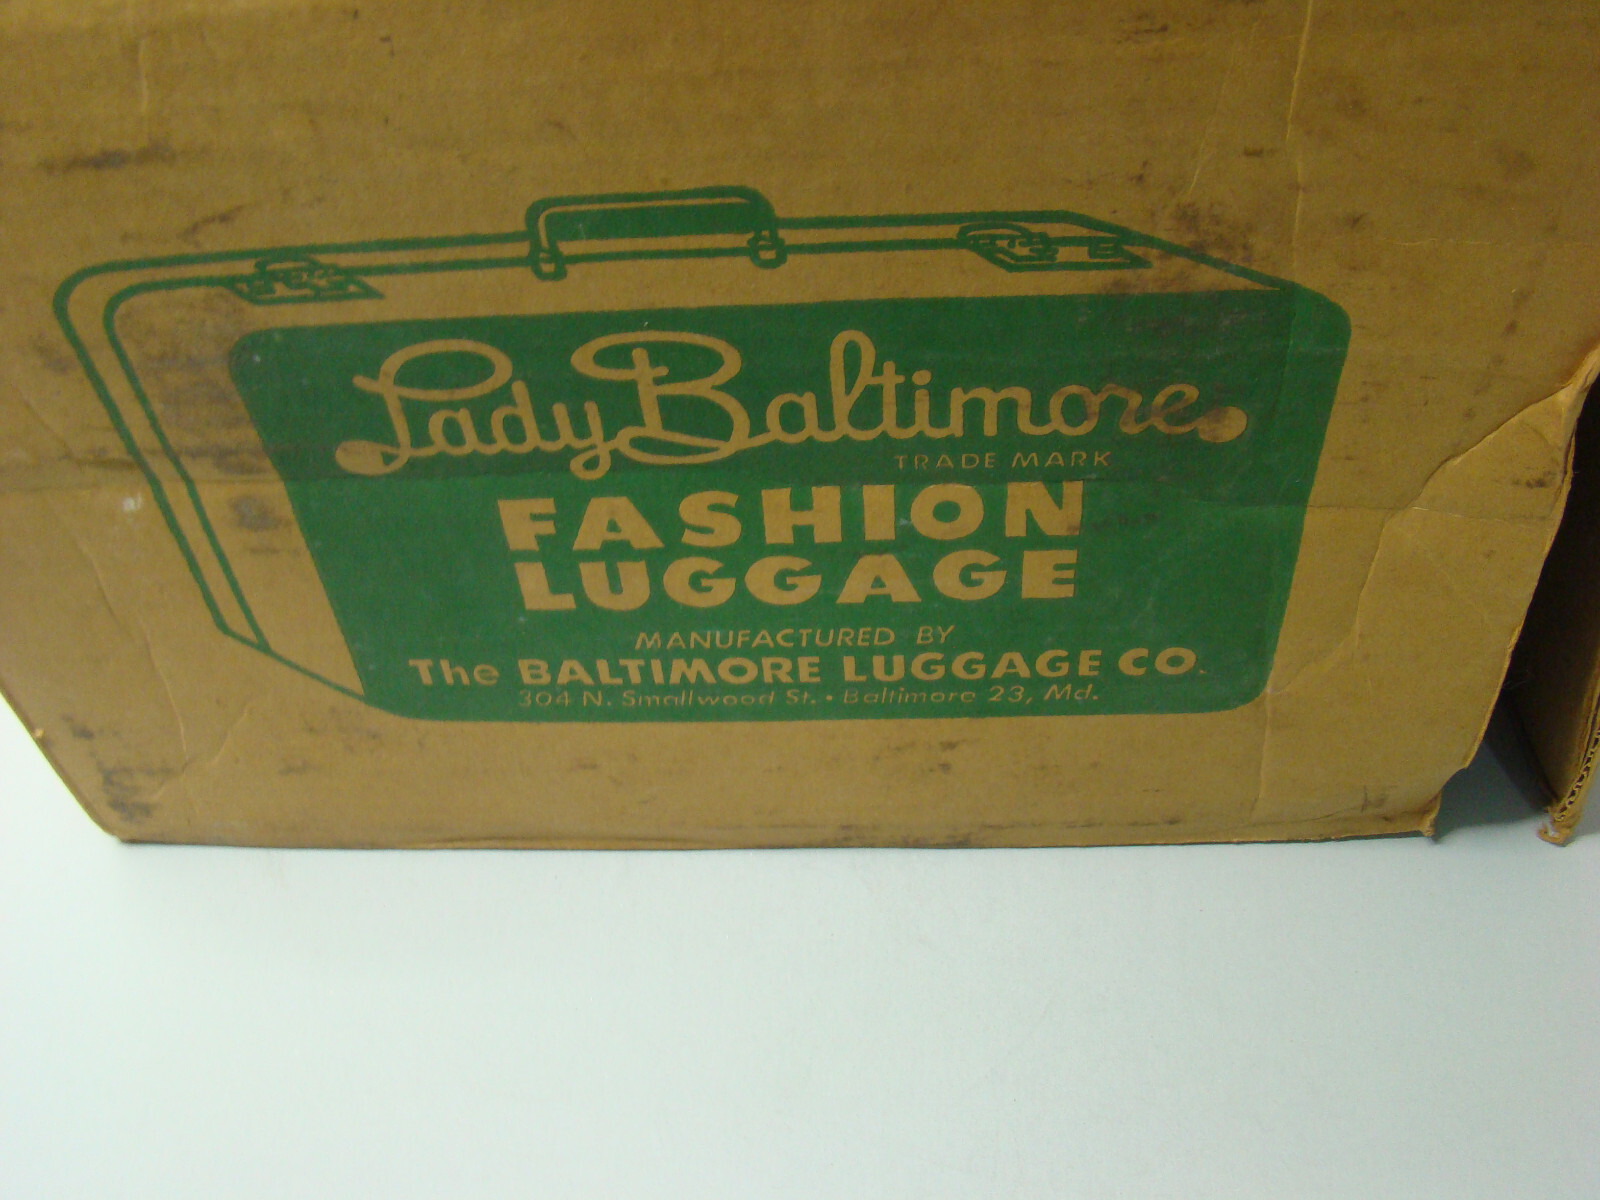 Lady Baltimore
TRADE MARK
FASHION
LUGGAGE
MANUFACTURED BY
The BALTIMORE LUGGAGE CO.
304 N. Smallwood St. • Baltimore 23, Md.